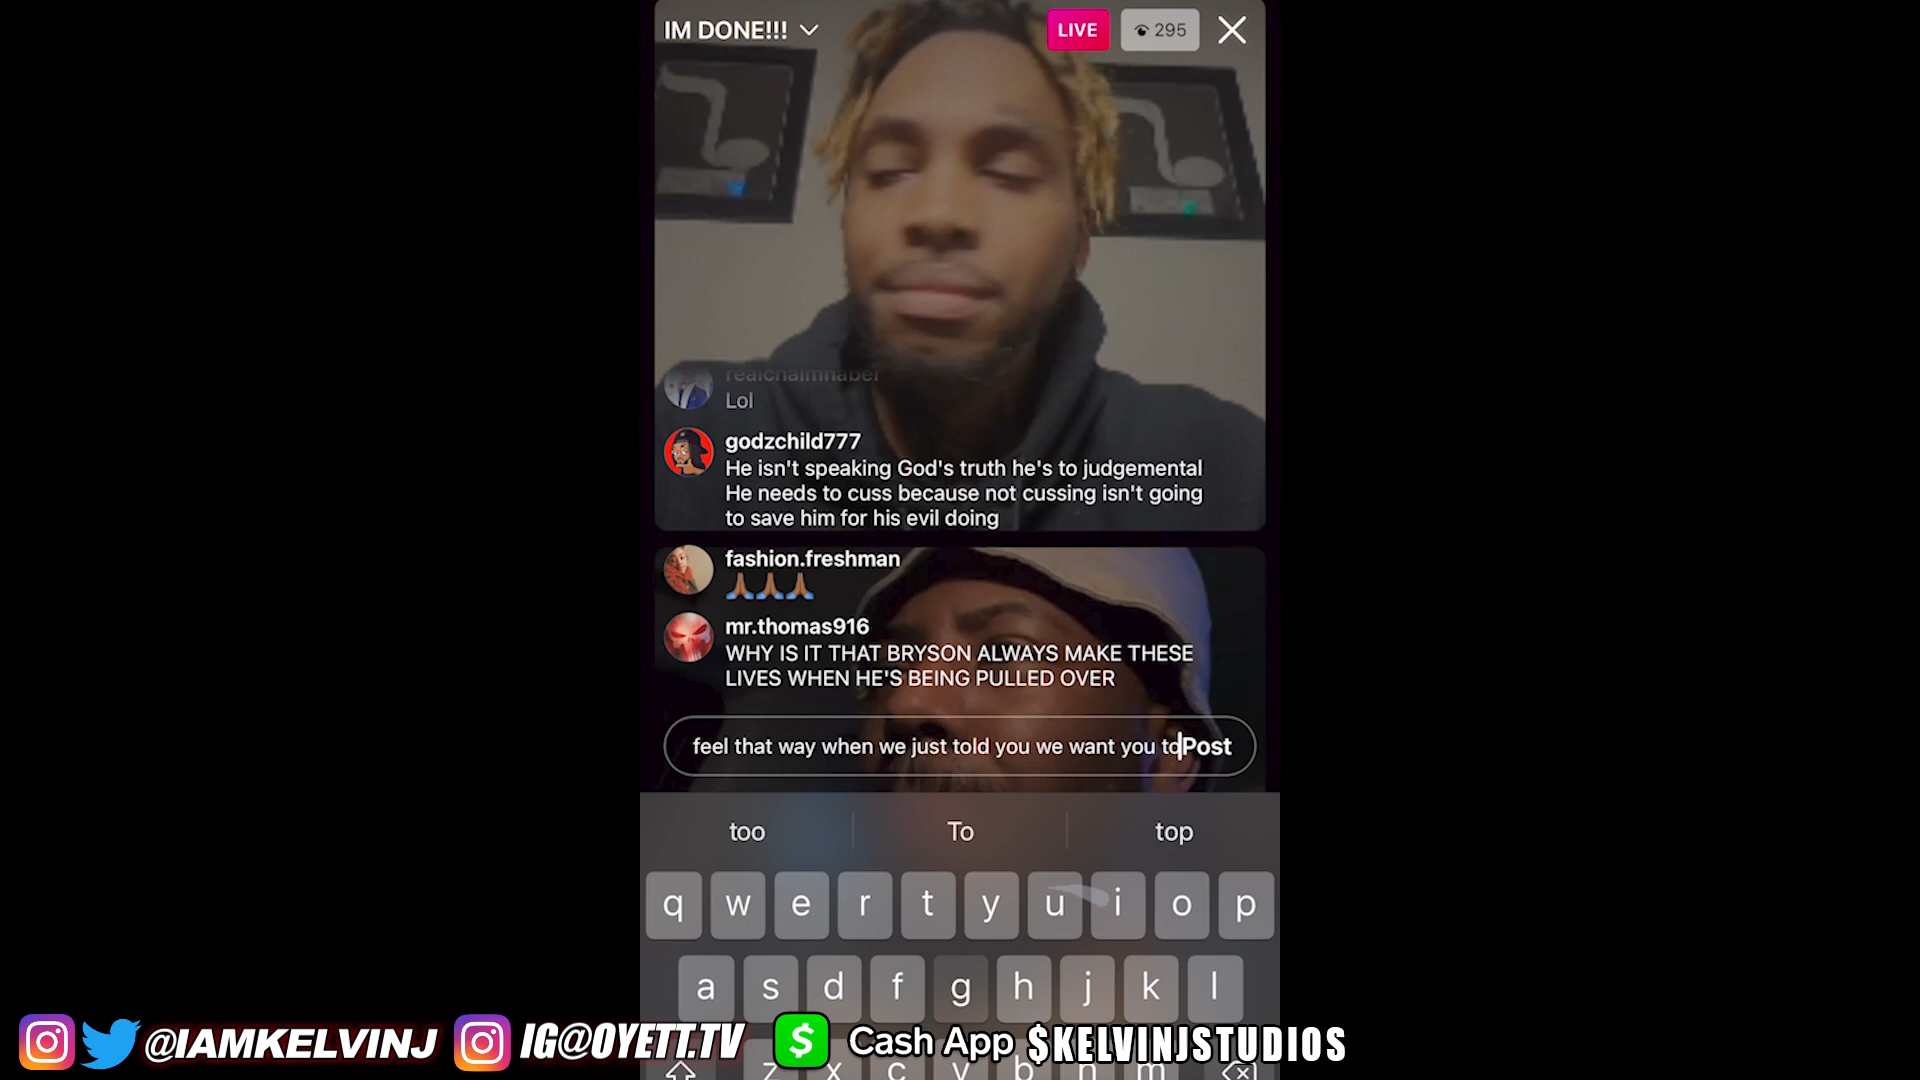 IM DONE!!!
LIVE
295
realchaimhaber
Lol
godzchild777
He isn't speaking God's truth he's to judgemental
He needs to cuss because not cussing isn't going
to save him for his evil doing
fashion.freshman
🙏🏾🙏🏾🙏🏾
mr.thomas916
WHY IS IT THAT BRYSON ALWAYS MAKE THESE
LIVES WHEN HE'S BEING PULLED OVER
feel that way when we just told you we want you to Post
too To top
q w e r t y u i o p
a s d f g h j k l
@IAMKELVINJ IG@OYETT.TV $ Cash App $KELVINJSTUDIOS
z x c v b n m